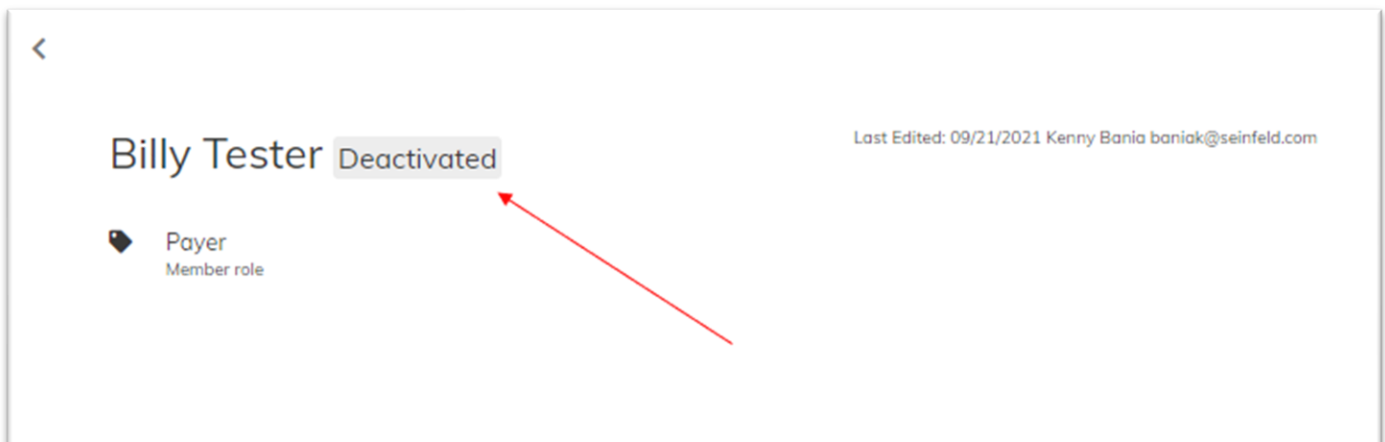 Billy Tester Deactivated
Last Edited: 09/21/2021 Kenny Bania baniak@seinfeld.com
Payer
Member role